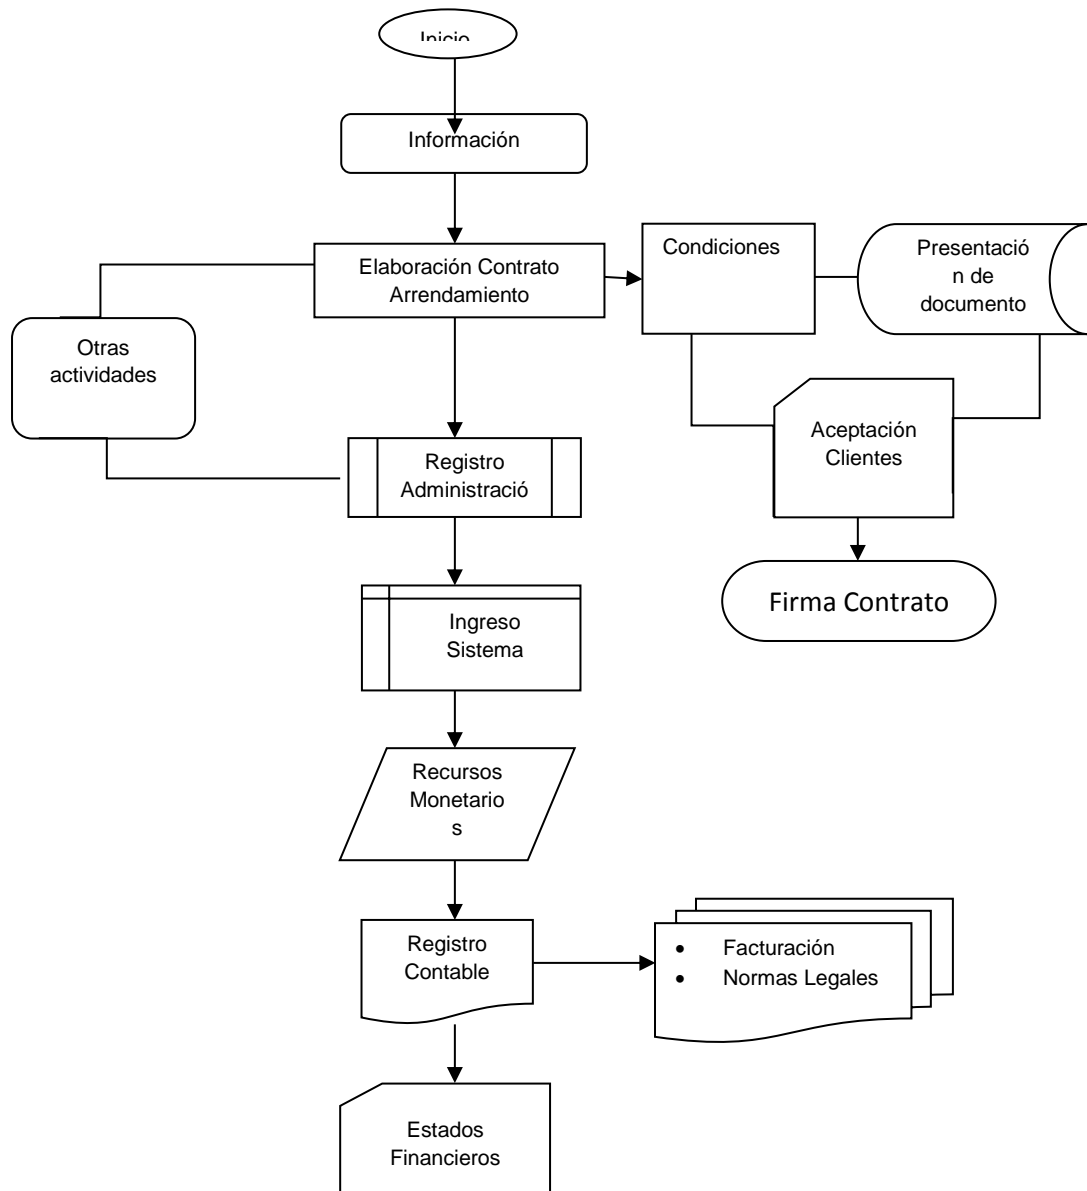 Inicio
Información
Elaboración Contrato
Arrendamiento
Condiciones
Presentació
n de
documento
Otras
actividades
Aceptación
Clientes
Registro
Administració
Firma Contrato
Ingreso
Sistema
Recursos
Monetario
s
Registro
Contable
• Facturación
• Normas Legales
Estados
Financieros